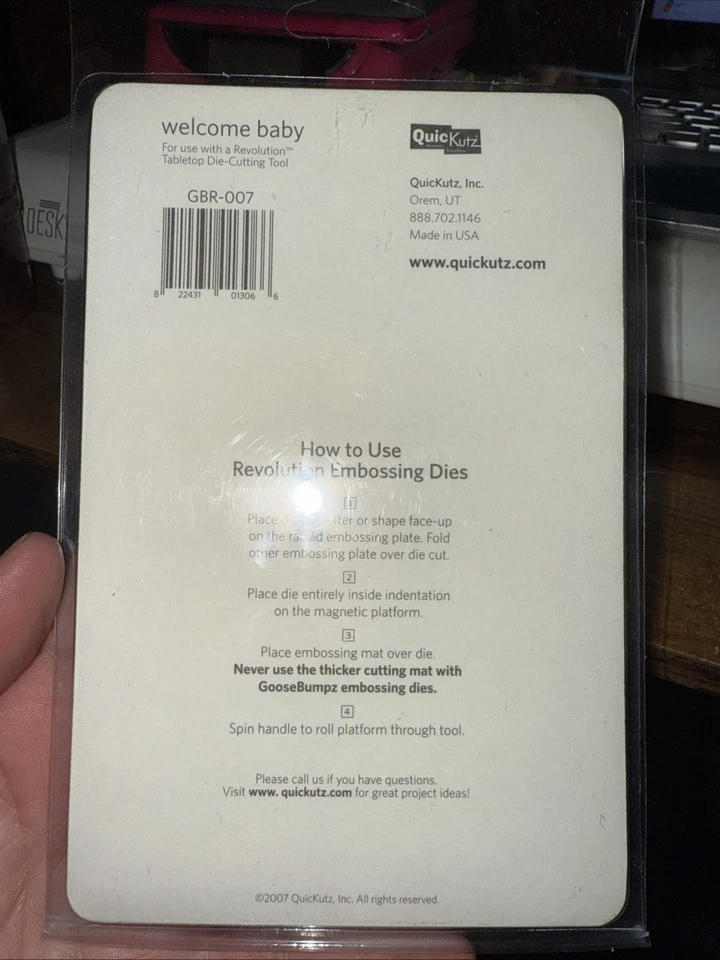 welcome baby
For use with a Revolution™
Tabletop Die-Cutting Tool
GBR-007
8 22431 01306 6
QuicKutz
QuicKutz, Inc.
Orem, UT
888.702.1146
Made in USA
www.quickutz.com
DESK
How to Use
Revolution Embossing Dies
1
Place or shape face-up
on the embossing plate. Fold
other embossing plate over die cut.
2
Place die entirely inside indentation
on the magnetic platform.
3
Place embossing mat over die.
Never use the thicker cutting mat with
GooseBumpz embossing dies.
4
Spin handle to roll platform through tool.
Please call us if you have questions.
Visit www. quickutz.com for great project ideas!
©2007 QuicKutz, Inc. All rights reserved.